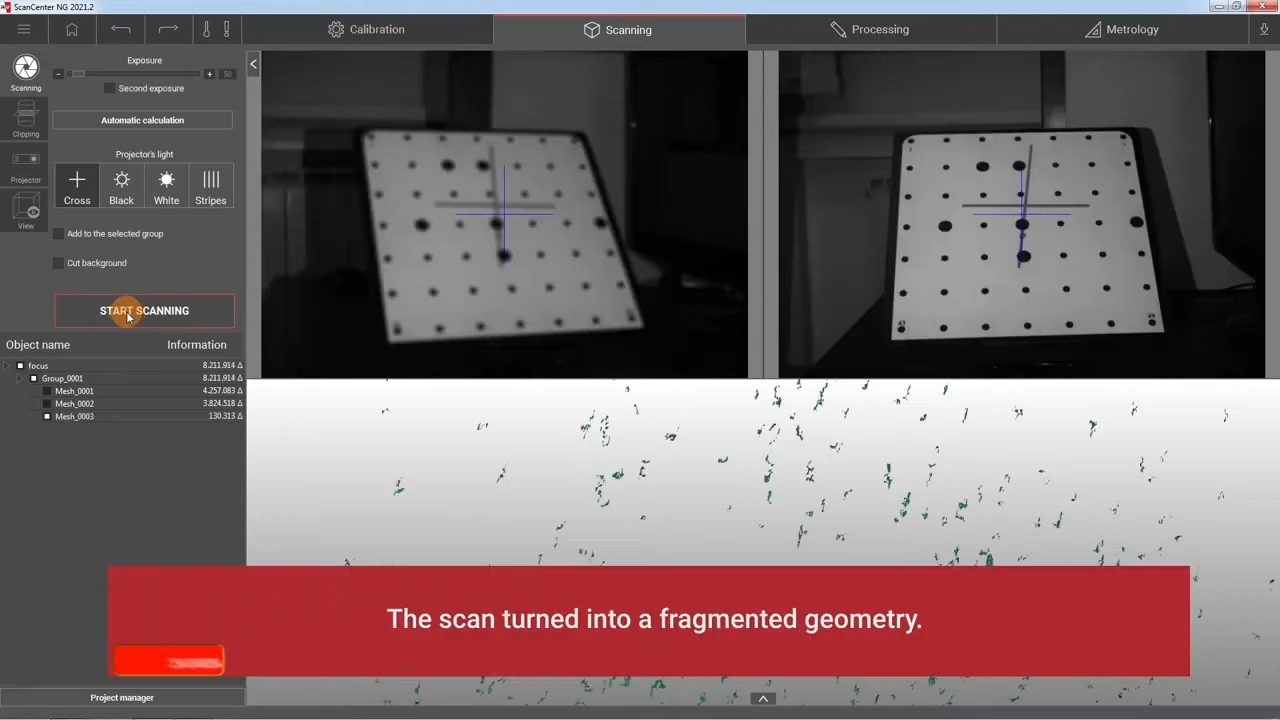 ScanCenter NG 2021.2
Calibration
Scanning
Processing
Metrology
Scanning
Clipping
Projector
View
Exposure
- + 50
Second exposure
Automatic calculation
Projector's light
Cross Black White Stripes
Add to the selected group
Cut background
START SCANNING
Object name Information
focus 8.211.914 Δ
Group_0001 8.211.914 Δ
Mesh_0001 4.257.083 Δ
Mesh_0002 3.824.518 Δ
Mesh_0003 130.313 Δ
43
49
The scan turned into a fragmented geometry.
Project manager